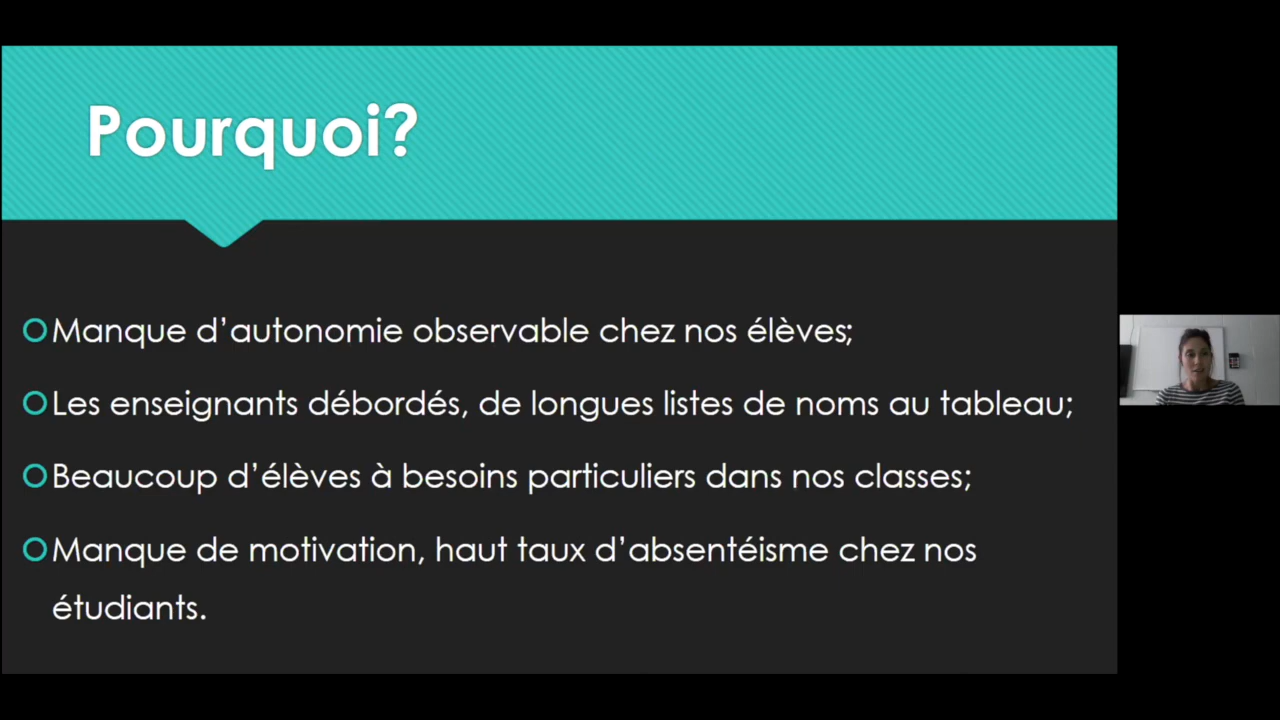 Pourquoi?
Manque d’autonomie observable chez nos élèves;
Les enseignants débordés, de longues listes de noms au tableau;
Beaucoup d’élèves à besoins particuliers dans nos classes;
Manque de motivation, haut taux d’absentéisme chez nos
étudiants.